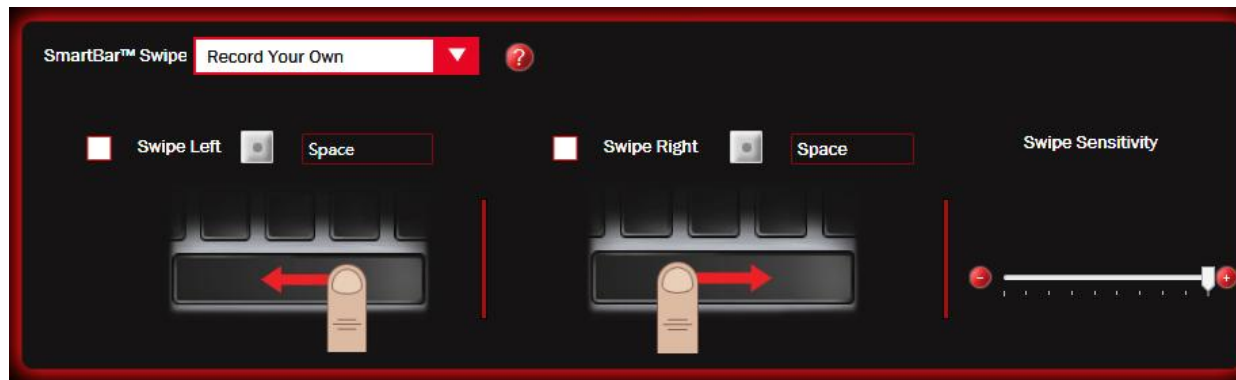 SmartBar™ Swipe Record Your Own ?
Swipe Left Space Swipe Right Space Swipe Sensitivity
- +